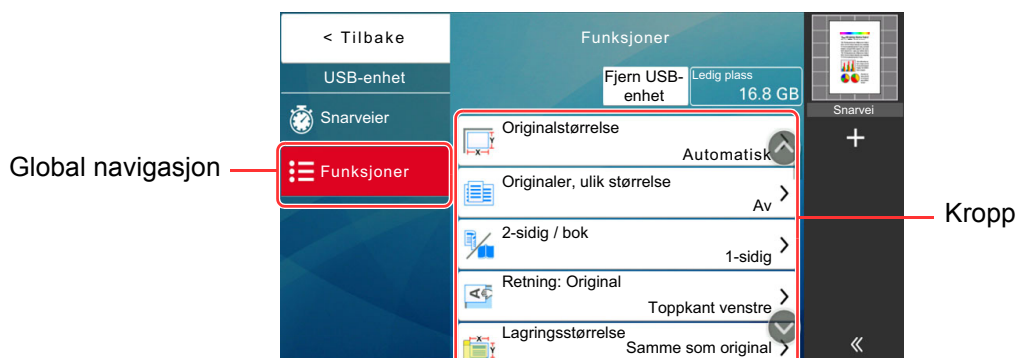 < Tilbake
Funksjoner
USB-enhet
Fjern USB-
enhet
Ledig plass
16.8 GB
Snarvei
Snarveier
Originalstørrelse
Automatisk
Global navigasjon
Funksjoner
Originaler, ulik størrelse
Av
Kropp
2-sidig / bok
1-sidig
Retning: Original
Toppkant venstre
Lagringsstørrelse
Samme som original